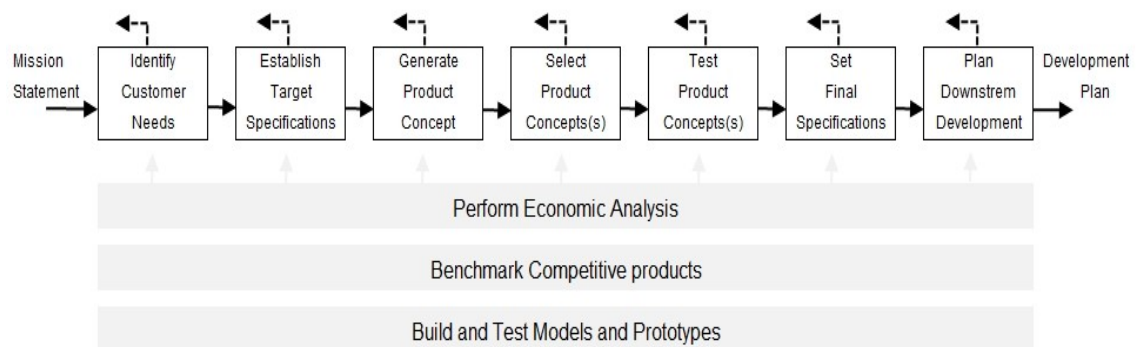 Mission
Statement
Identify
Customer
Needs
Establish
Target
Specifications
Generate
Product
Concept
Select
Product
Concepts(s)
Test
Product
Concepts(s)
Set
Final
Specifications
Plan
Downstrem
Development
Development
Plan
Perform Economic Analysis
Benchmark Competitive products
Build and Test Models and Prototypes